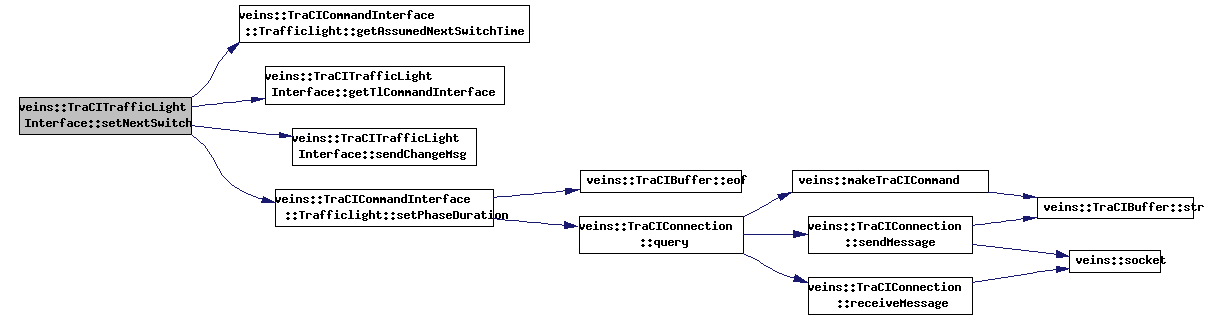 veins::TraCICommandInterface
::Trafficlight::getAssumedNextSwitchTime
veins::TraCITrafficLight
Interface::getTlCommandInterface
veins::TraCITrafficLight
Interface::setNextSwitch
veins::TraCITrafficLight
Interface::sendChangeMsg
veins::TraCICommandInterface
::Trafficlight::setPhaseDuration
veins::TraCIBuffer::eof
veins::TraCIConnection
::query
veins::makeTraCICommand
veins::TraCIConnection
::sendMessage
veins::TraCIConnection
::receiveMessage
veins::TraCIBuffer::str
veins::socket